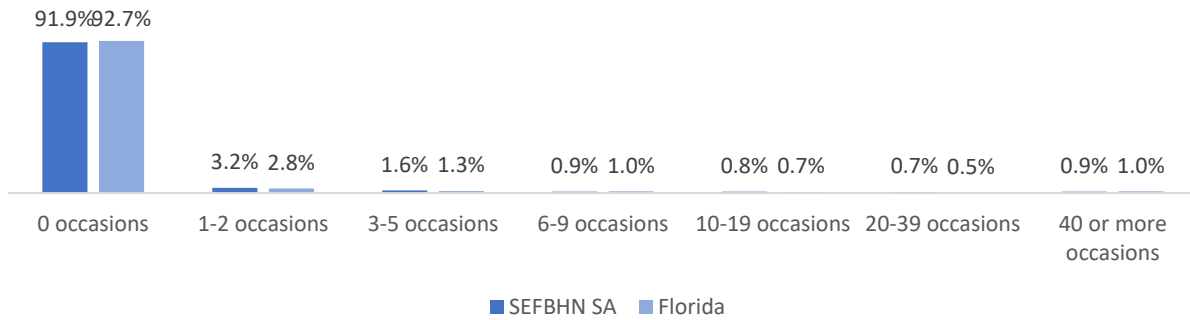 91.9% 92.7%
3.2% 2.8% 1.6% 1.3% 0.9% 1.0% 0.8% 0.7% 0.7% 0.5% 0.9% 1.0%
0 occasions 1-2 occasions 3-5 occasions 6-9 occasions 10-19 occasions 20-39 occasions 40 or more
occasions
SEFBHN SA Florida